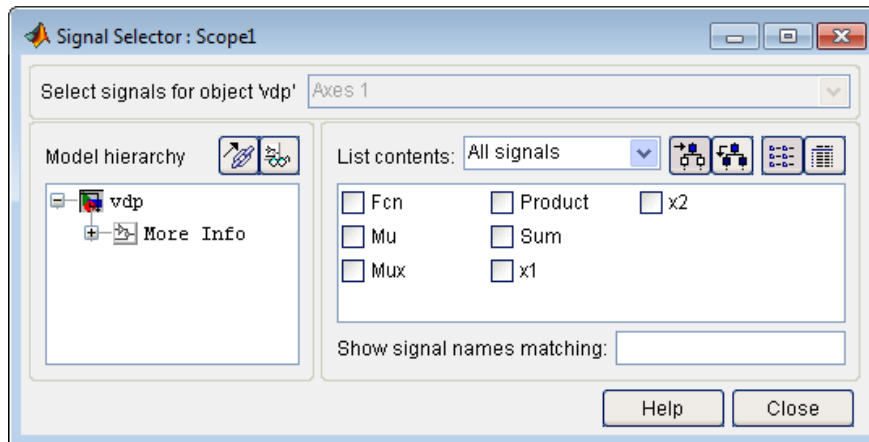 Signal Selector : Scope1
Select signals for object 'vdp' Axes 1
Model hierarchy
vdp
More Info
List contents: All signals
Fcn Product x2
Mu Sum
Mux x1
Show signal names matching:
Help Close